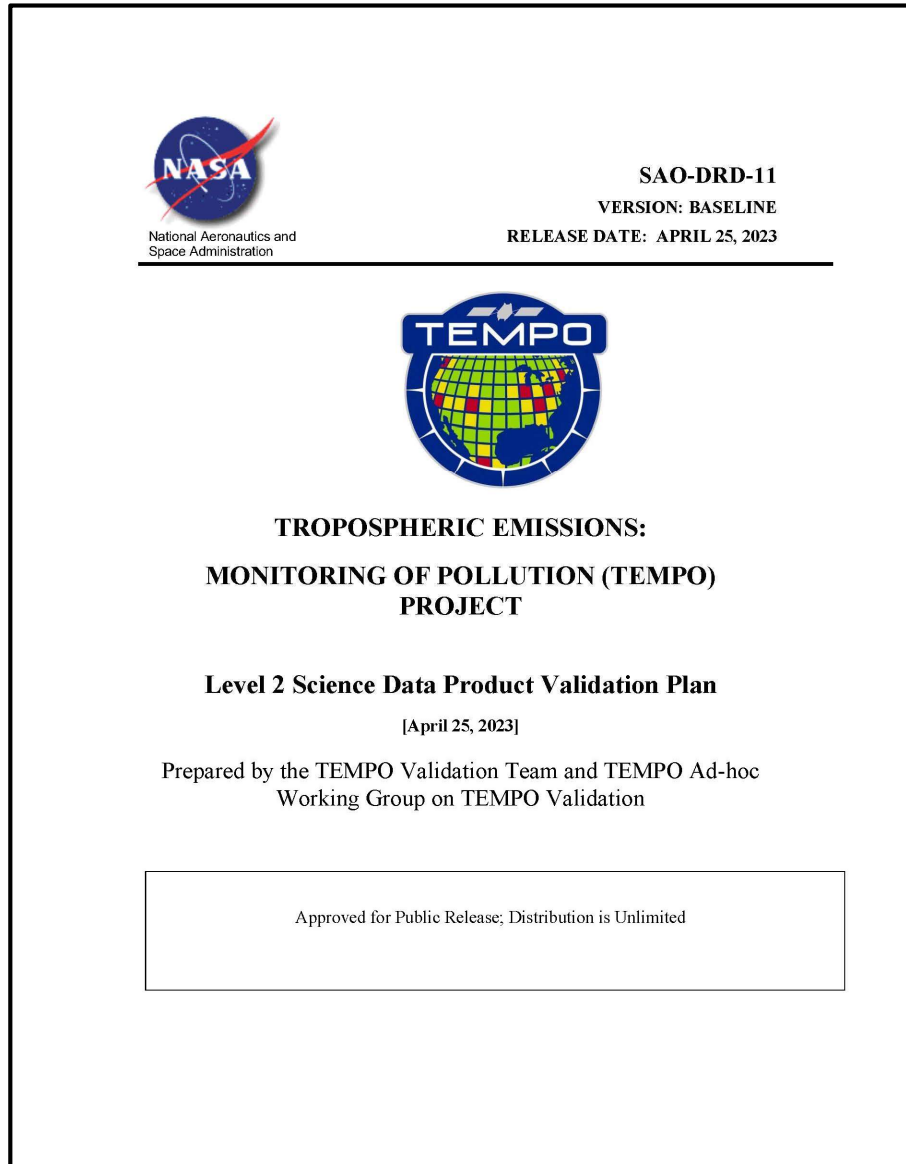 NASA
National Aeronautics and
Space Administration
SAO-DRD-11
VERSION: BASELINE
RELEASE DATE: APRIL 25, 2023
TEMPO
TROPOSPHERIC EMISSIONS:
MONITORING OF POLLUTION (TEMPO)
PROJECT
Level 2 Science Data Product Validation Plan
[April 25, 2023]
Prepared by the TEMPO Validation Team and TEMPO Ad-hoc
Working Group on TEMPO Validation
Approved for Public Release; Distribution is Unlimited